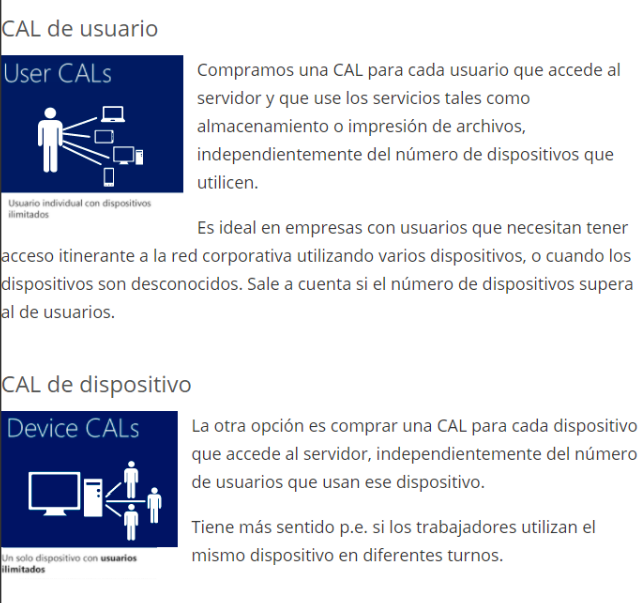 CAL de usuario
User CALs
Usuario individual con dispositivos
ilimitados
Compramos una CAL para cada usuario que accede al
servidor y que use los servicios tales como
almacenamiento o impresión de archivos,
independientemente del número de dispositivos que
utilicen.
Es ideal en empresas con usuarios que necesitan tener
acceso itinerante a la red corporativa utilizando varios dispositivos, o cuando los
dispositivos son desconocidos. Sale a cuenta si el número de dispositivos supera
al de usuarios.
CAL de dispositivo
Device CALs
Un solo dispositivo con usuarios
ilimitados
La otra opción es comprar una CAL para cada dispositivo
que accede al servidor, independientemente del número
de usuarios que usan ese dispositivo.
Tiene más sentido p.e. si los trabajadores utilizan el
mismo dispositivo en diferentes turnos.